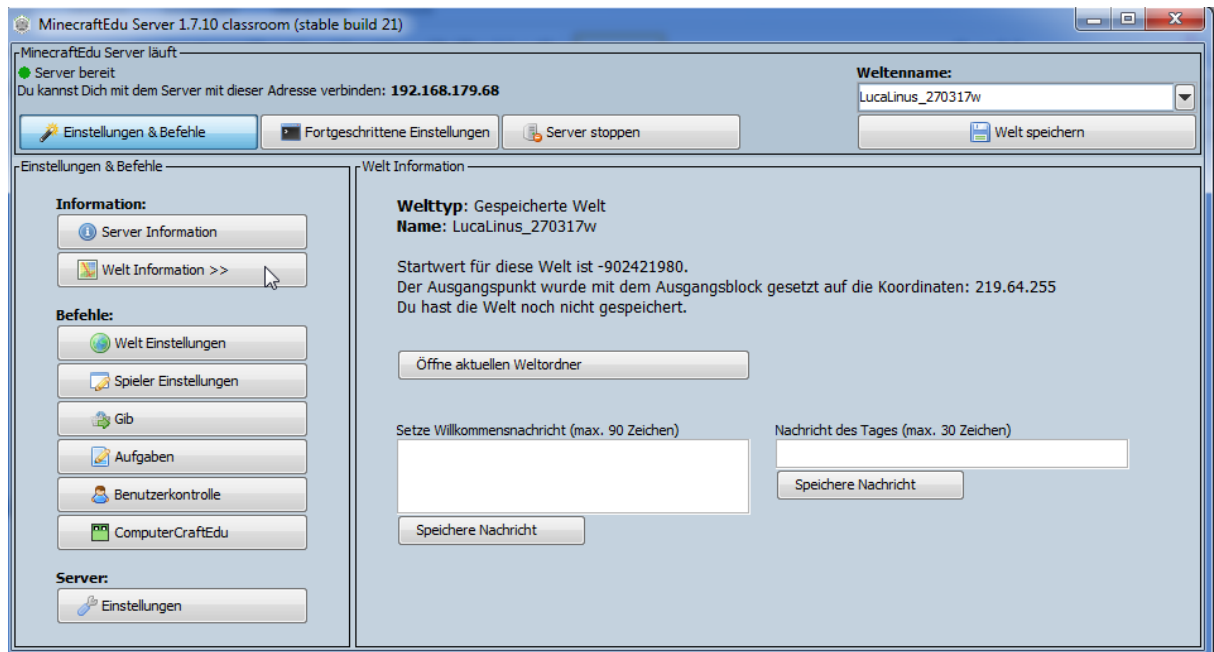 MinecraftEdu Server 1.7.10 classroom (stable build 21)
MinecraftEdu Server läuft
Server bereit
Du kannst Dich mit dem Server mit dieser Adresse verbinden: 192.168.179.68
Weltenname:
LucaLinus_270317w
Einstellungen & Befehle
Fortgeschrittene Einstellungen
Server stoppen
Welt speichern
Einstellungen & Befehle
Information:
Server Information
Welt Information >>
Befehle:
Welt Einstellungen
Spieler Einstellungen
Gib
Aufgaben
Benutzerkontrolle
ComputerCraftEdu
Server:
Einstellungen
Welt Information
Welttyp: Gespeicherte Welt
Name: LucaLinus_270317w
Startwert für diese Welt ist -902421980.
Der Ausgangspunkt wurde mit dem Ausgangsblock gesetzt auf die Koordinaten: 219.64.255
Du hast die Welt noch nicht gespeichert.
Öffne aktuellen Weltordner
Setze Willkommensnachricht (max. 90 Zeichen)
Speichere Nachricht
Nachricht des Tages (max. 30 Zeichen)
Speichere Nachricht